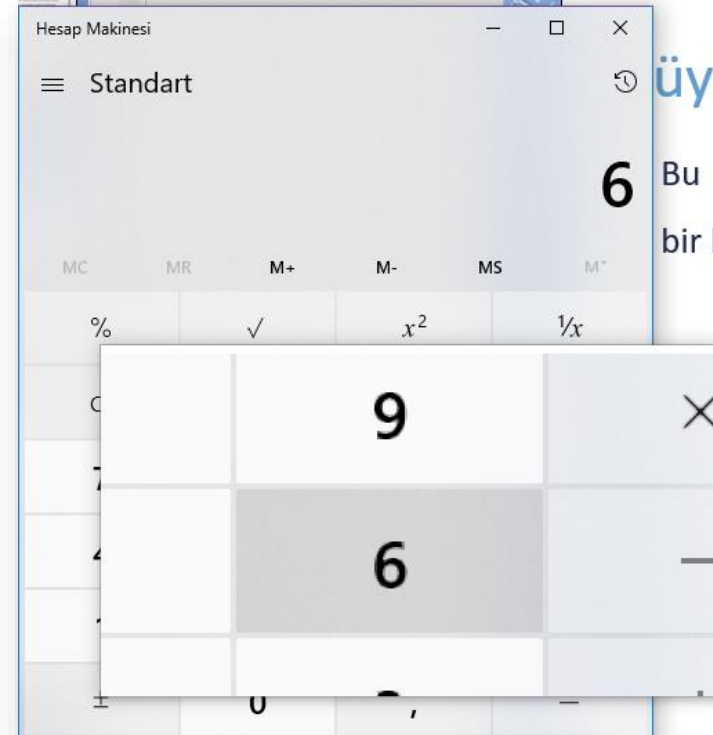 Hesap Makinesi
Standart
üy
6
Bu
bir
MC MR M+ M- MS
% √ x² ¹/x
9 ×
6 −
± 0 , =